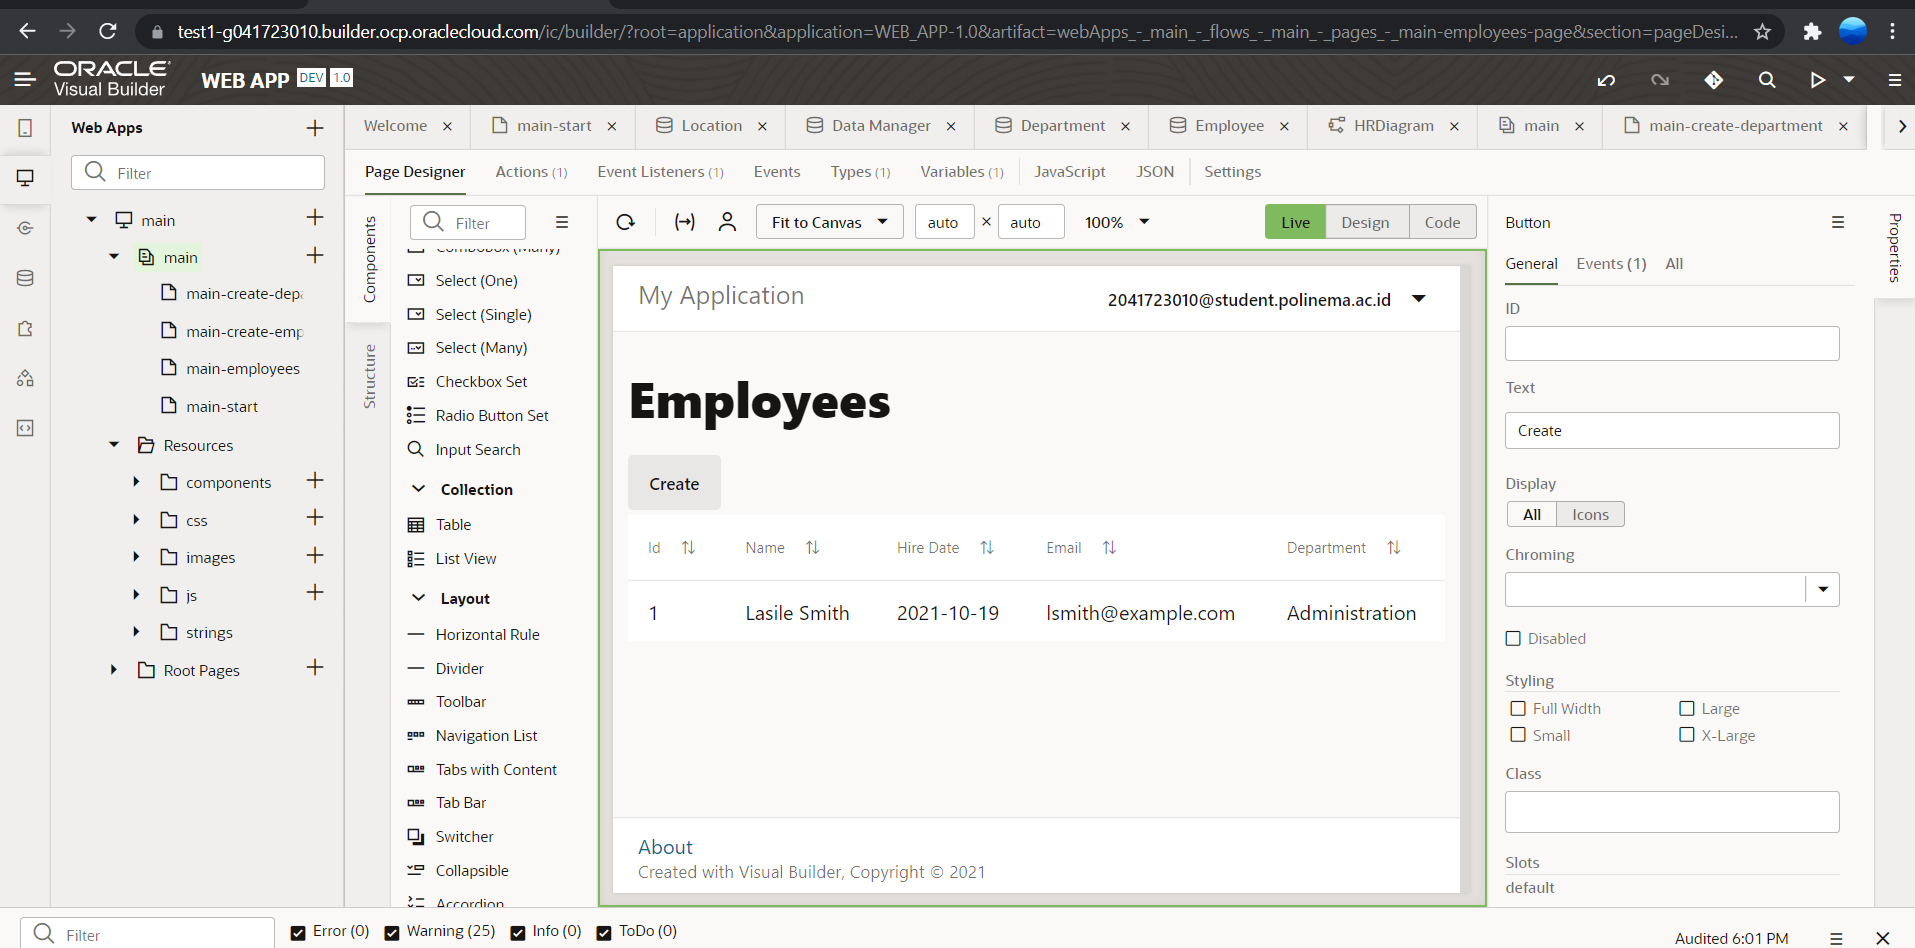 test1-g041723010.builder.ocp.oraclecloud.com/ic/builder/?root=application&application=WEB_APP-1.0&artifact=webApps_-_main_-_flows_-_main_-_pages_-_main-employees-page&section=pageDesi...
ORACLE
Visual Builder
WEB APP DEV 1.0
Web Apps
Filter
main
main
main-create-depa
main-create-emp
main-employees
main-start
Resources
components
css
images
js
strings
Root Pages
Welcome
main-start
Location
Data Manager
Department
Employee
HRDiagram
main
main-create-department
Page Designer
Actions (1)
Event Listeners (1)
Events
Types (1)
Variables (1)
JavaScript
JSON
Settings
Components
Structure
Filter
Combobox (Many)
Select (One)
Select (Single)
Select (Many)
Checkbox Set
Radio Button Set
Input Search
Collection
Table
List View
Layout
Horizontal Rule
Divider
Toolbar
Navigation List
Tabs with Content
Tab Bar
Switcher
Collapsible
Accordion
Fit to Canvas
auto × auto
100%
Live Design Code
My Application
2041723010@student.polinema.ac.id
Employees
Create
Id Name Hire Date Email Department
1 Lasile Smith 2021-10-19 lsmith@example.com Administration
About
Created with Visual Builder, Copyright © 2021
Button
General Events (1) All
ID
Text
Create
Display
All Icons
Chroming
Disabled
Styling
Full Width Large
Small X-Large
Class
Slots
default
Properties
Filter
Error (0) Warning (25) Info (0) ToDo (0)
Audited 6:01 PM